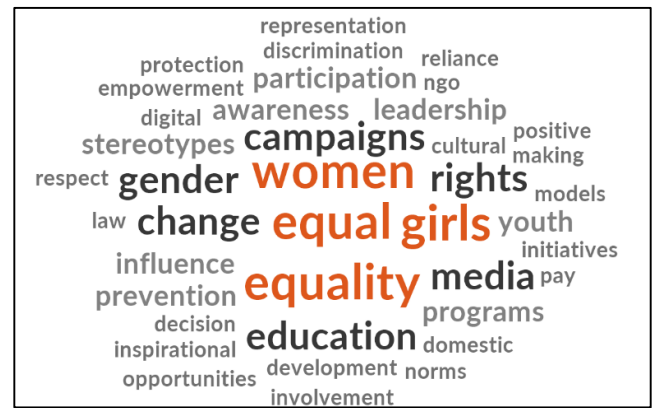 representation
discrimination
reliance
protection
participation
ngo
empowerment
awareness
leadership
digital
campaigns
positive
stereotypes
cultural
making
women
respect
gender
rights
models
law
change
equal
girls
youth
initiatives
influence
equality
media
pay
prevention
programs
decision
education
domestic
inspirational
development
norms
opportunities
involvement